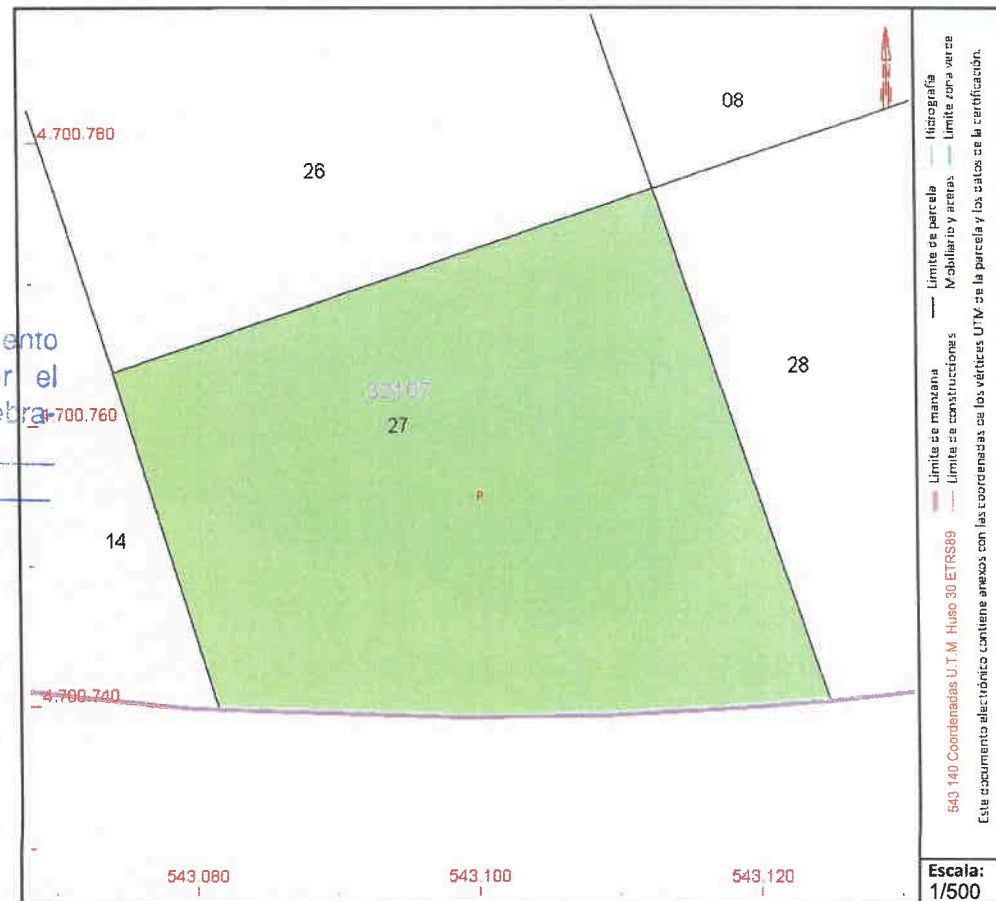 4.700.780
26
08
ento
r el
ebra-
4.700.760
32107
27
28
P
14
4.700.740
543.080
543.100
543.120
N
Límite de manzana
Límite de parcela
Hidrografía
543.140 Coordenadas U.T.M. Huso 30 ETRS89
Límite de construcciones
Mobiliario y aceras
Límite zona verde
Este documento electrónico contiene anexos con las coordenadas de los vértices UTM de la parcela y los datos de la certificación.
Escala:
1/500